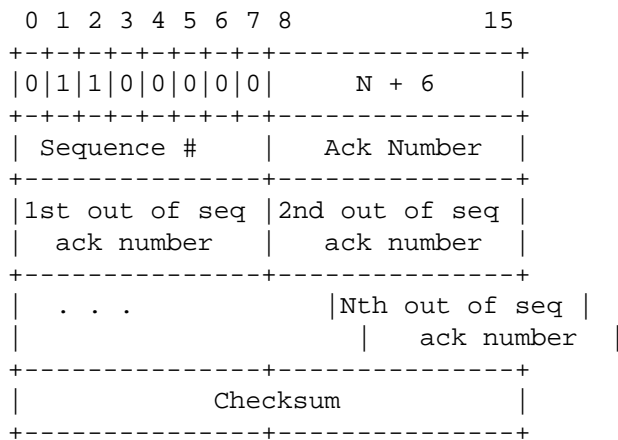 0 1 2 3 4 5 6 7 8            15
+-+-+-+-+-+-+-+-+---------------+
|0|1|1|0|0|0|0|0|     N + 6     |
+-+-+-+-+-+-+-+-+---------------+
| Sequence #    |   Ack Number  |
+---------------+---------------+
|1st out of seq |2nd out of seq |
|  ack number   |   ack number  |
+---------------+---------------+
|  . . .            |Nth out of seq |
|                     |   ack number  |
+---------------+---------------+
|            Checksum           |
+---------------+---------------+